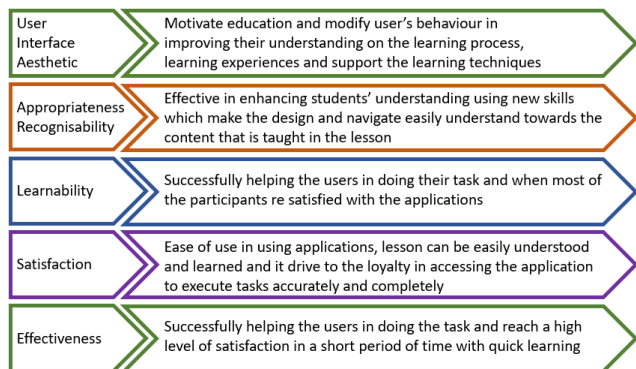 User
Interface
Aesthetic
Motivate education and modify user's behaviour in
improving their understanding on the learning process,
learning experiences and support the learning techniques
Appropriateness
Recognisability
Effective in enhancing students' understanding using new skills
which make the design and navigate easily understand towards the
content that is taught in the lesson
Learnability
Successfully helping the users in doing their task and when most of
the participants re satisfied with the applications
Satisfaction
Ease of use in using applications, lesson can be easily understood
and learned and it drive to the loyalty in accessing the application
to execute tasks accurately and completely
Effectiveness
Successfully helping the users in doing the task and reach a high
level of satisfaction in a short period of time with quick learning